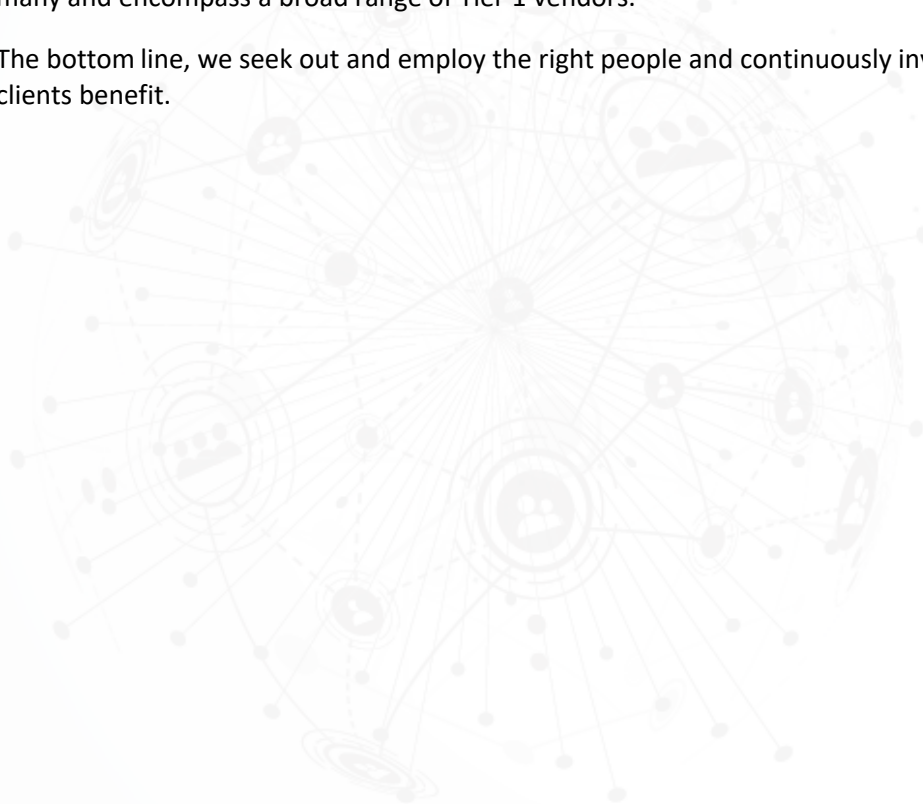 many and encompass a broad range of Tier 1 vendors.
The bottom line, we seek out and employ the right people and continuously
clients benefit.